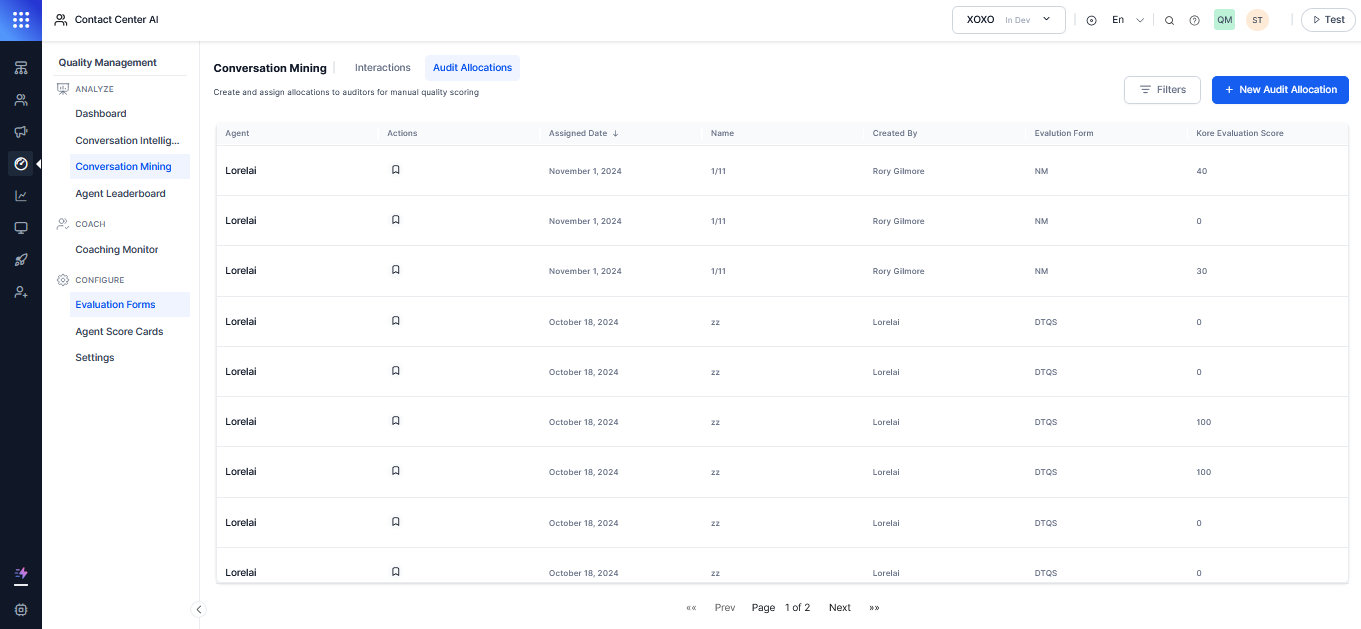 Contact Center AI
XOXO In Dev
En
QM
ST
Test
Quality Management
ANALYZE
Dashboard
Conversation Intellig...
Conversation Mining
Agent Leaderboard
COACH
Coaching Monitor
CONFIGURE
Evaluation Forms
Agent Score Cards
Settings
Conversation Mining Interactions Audit Allocations
Create and assign allocations to auditors for manual quality scoring
Filters
+ New Audit Allocation
Agent Actions Assigned Date ↓ Name Created By Evalution Form Kore Evaluation Score
Lorelai November 1, 2024 1/11 Rory Gilmore NM 40
Lorelai November 1, 2024 1/11 Rory Gilmore NM 0
Lorelai November 1, 2024 1/11 Rory Gilmore NM 30
Lorelai October 18, 2024 zz Lorelai DTQS 0
Lorelai October 18, 2024 zz Lorelai DTQS 0
Lorelai October 18, 2024 zz Lorelai DTQS 100
Lorelai October 18, 2024 zz Lorelai DTQS 100
Lorelai October 18, 2024 zz Lorelai DTQS 0
Lorelai October 18, 2024 zz Lorelai DTQS 0
«« Prev Page 1 of 2 Next »»